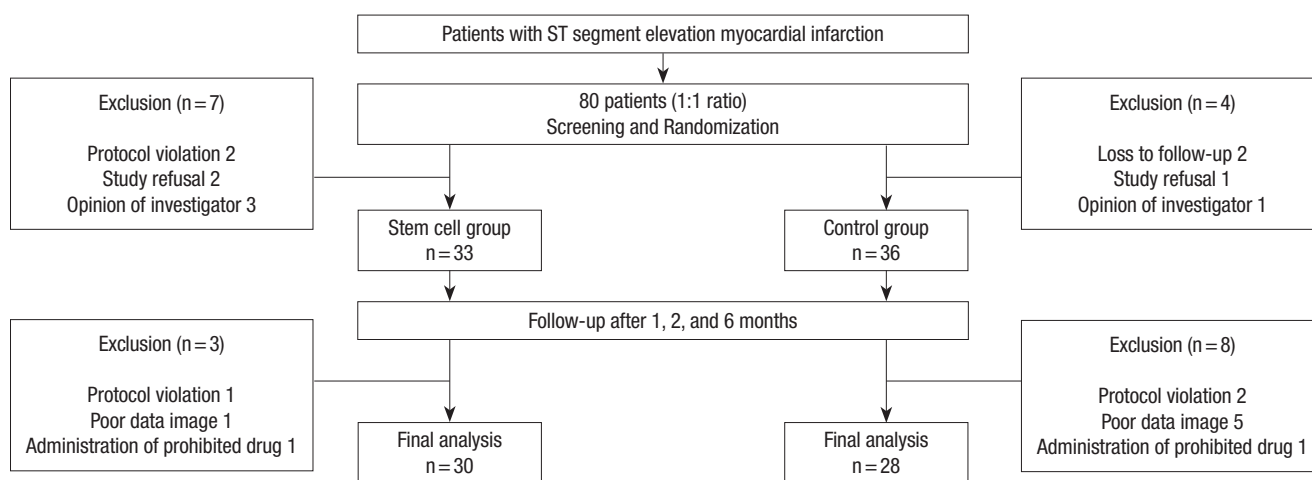 Patients with ST segment elevation myocardial infarction
Exclusion (n = 7)
Protocol violation 2
Study refusal 2
Opinion of investigator 3
80 patients (1:1 ratio)
Screening and Randomization
Exclusion (n = 4)
Loss to follow-up 2
Study refusal 1
Opinion of investigator 1
Stem cell group
n = 33
Control group
n = 36
Follow-up after 1, 2, and 6 months
Exclusion (n = 3)
Protocol violation 1
Poor data image 1
Administration of prohibited drug 1
Exclusion (n = 8)
Protocol violation 2
Poor data image 5
Administration of prohibited drug 1
Final analysis
n = 30
Final analysis
n = 28